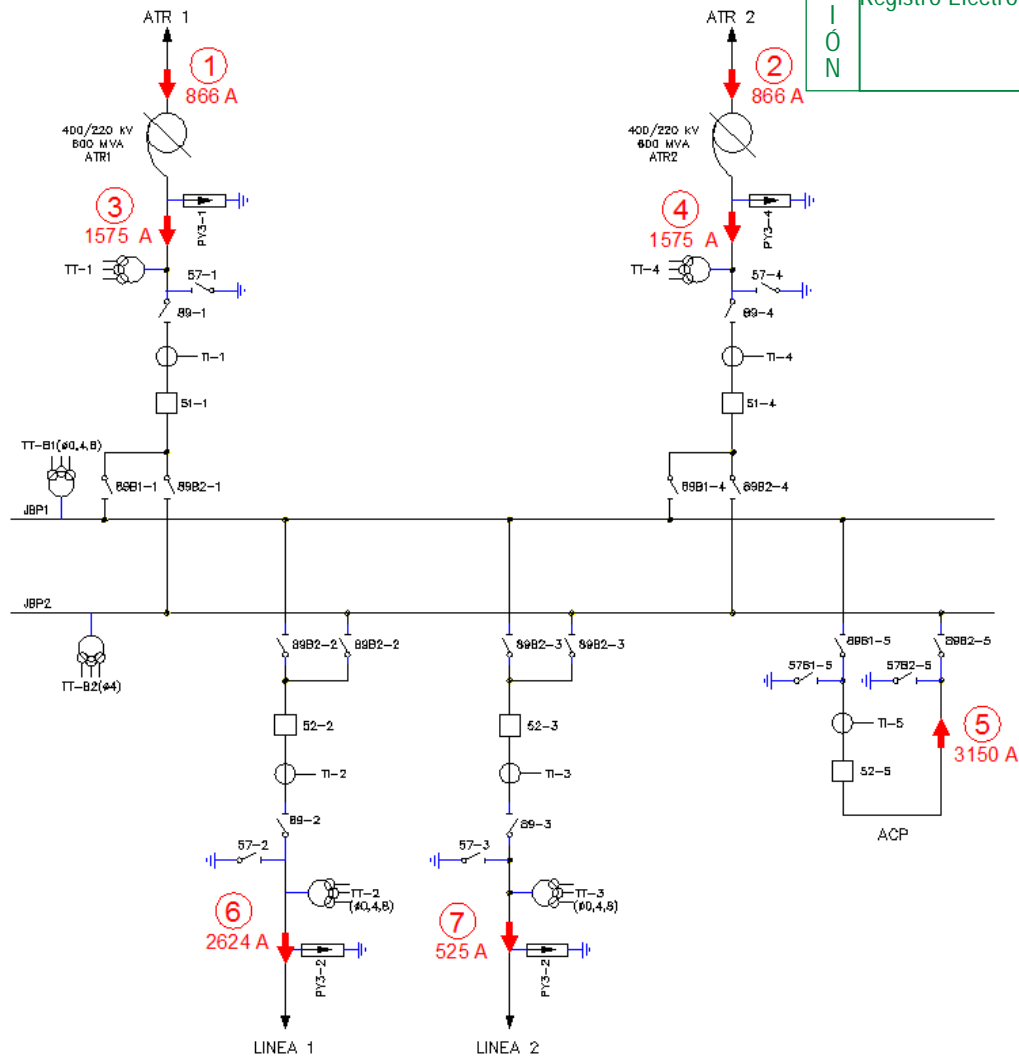 Registro Electro
I
Ó
N
ATR 1
ATR 2
1
866 A
2
866 A
400/220 kV
600 MVA
ATR1
400/220 kV
600 MVA
ATR2
3
1575 A
PY3-1
4
1575 A
PY3-4
TT-1
57-1
TT-4
57-4
89-1
89-4
TI-1
TI-4
51-1
51-4
TT-B1(ø0,4,8)
89B1-1
89B2-1
89B1-4
89B2-4
JBP1
JBP2
TT-B2(ø4)
89B2-2
89B2-2
89B2-3
89B2-3
89B1-5
89B2-5
57B1-5
57B2-5
52-2
52-3
TI-5
5
3150 A
TI-2
TI-3
52-5
89-2
89-3
ACP
57-2
57-3
TT-2
(ø0,4,8)
TT-3
(ø0,4,8)
6
2624 A
PY3-2
7
525 A
PY3-2
LINEA 1
LINEA 2